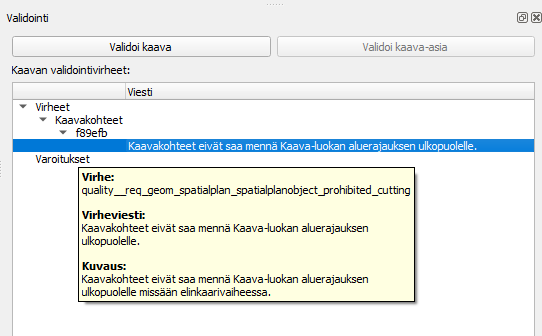 Validointi
Validoi kaava
Validoi kaava-asia
Kaavan validointivirheet:
Viesti
Virheet
Kaavakohteet
f89efb
Kaavakohteet eivät saa mennä Kaava-luokan aluerajauksen ulkopuolelle.
Varoitukset
Virhe:
quality__req_geom_spatialplan_spatialplanobject_prohibited_cutting
Virheviesti:
Kaavakohteet eivät saa mennä Kaava-luokan aluerajauksen
ulkopuolelle.
Kuvaus:
Kaavakohteet eivät saa mennä Kaava-luokan aluerajauksen
ulkopuolelle missään elinkaarivaiheessa.